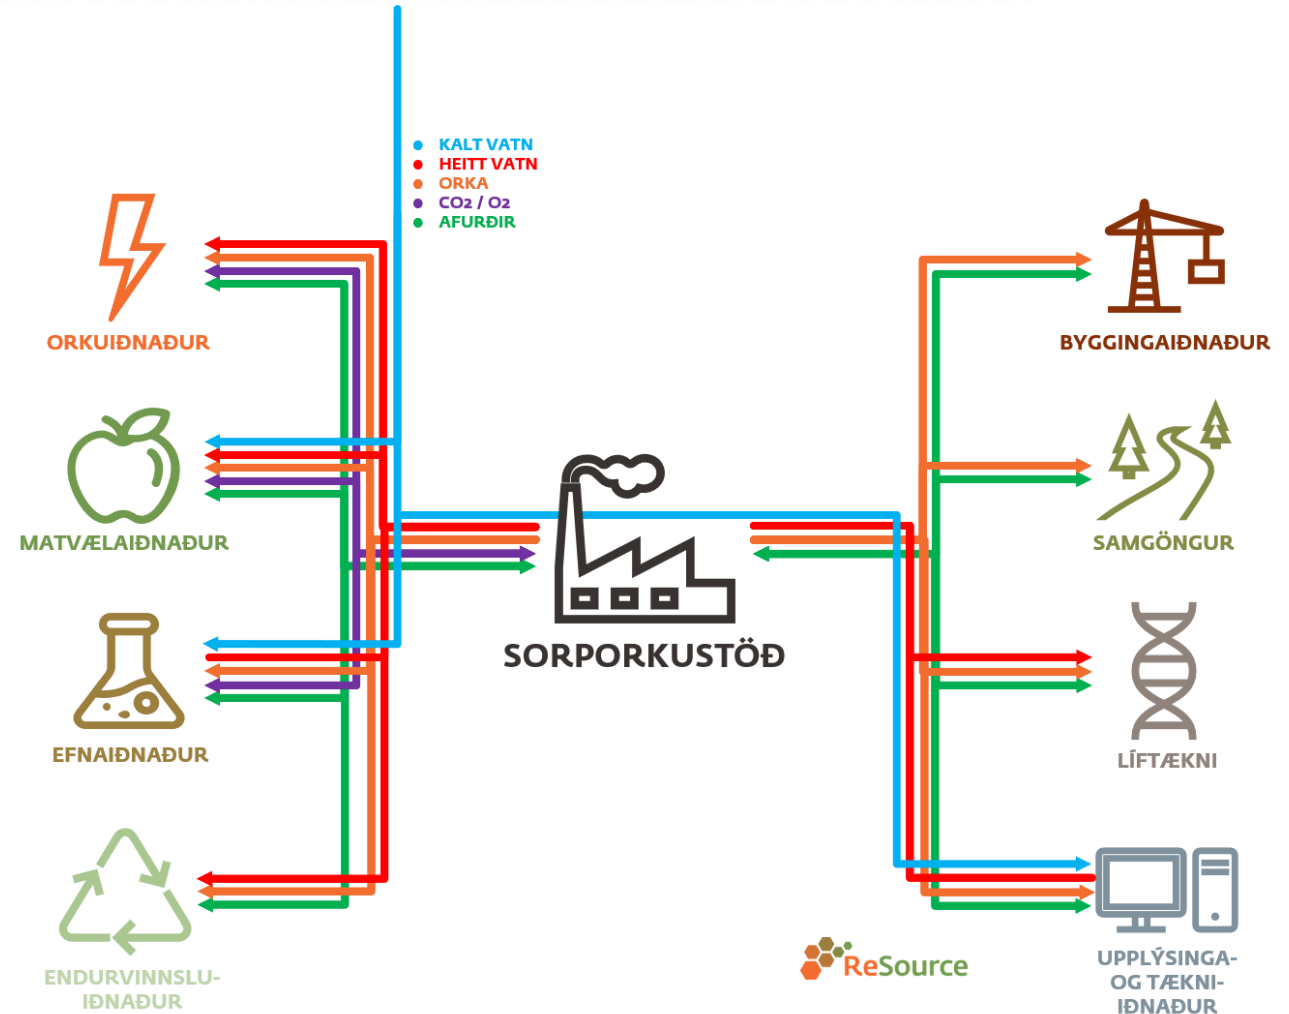 KALT VATN
HEITT VATN
ORKA
CO2 / O2
AFURÐIR
ORKUIÐNAÐUR
BYGGINGAIÐNAÐUR
MATVÆLAIÐNAÐUR
SAMGÖNGUR
SORPORKUSTÖÐ
EFNAIÐNAÐUR
LÍFTÆKNI
ENDURVINNSLU-
IÐNAÐUR
ReSource
UPPLÝSINGA-
OG TÆKNI-
IÐNAÐUR